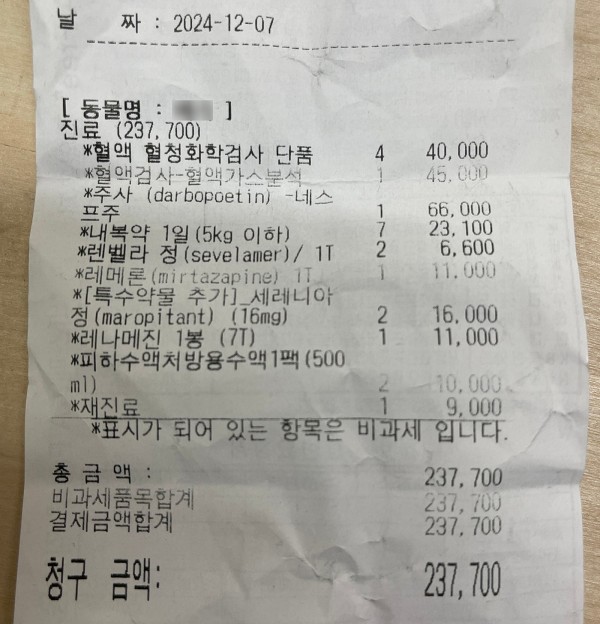 날 짜 : 2024-12-07
[ 동물명 : ]
진료 (237,700)
*혈액 혈청화학검사 단품 4 40,000
*혈액검사-혈액가스분석 1 45,000
*주사 (darbopoetin) -네스
프주 1 66,000
*내복약 1일(5kg 이하) 7 23,100
*렌벨라 정(sevelamer)/ 1T 2 6,600
*레메론(mirtazapine) 1T 1 11,000
*[특수약물 추가]_세레니아
정(maropitant) (16mg) 2 16,000
*레나메진 1봉 (7T) 1 11,000
*피하수액처방용수액1팩(500
ml) 2 10,000
*재진료 1 9,000
*표시가 되어 있는 항목은 비과세 입니다.
총 금 액 : 237,700
비과세품목합계 237,700
결제금액합계 237,700
청구 금액: 237,700